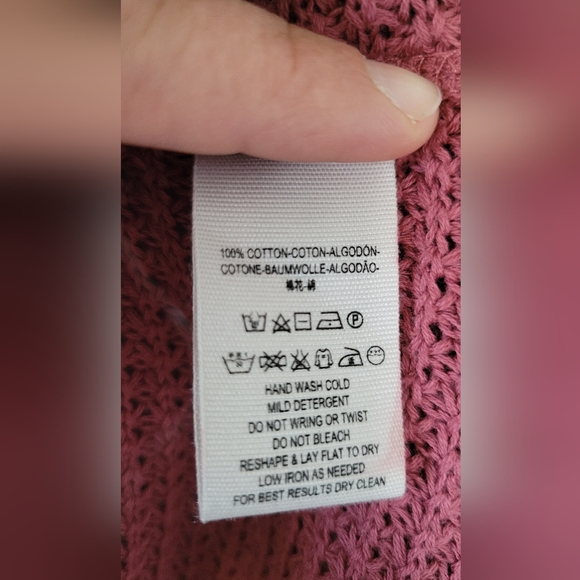 100% COTTON-COTON-ALGODÓN-
COTONE-BAUMWOLLE-ALGODÃO-
棉花-綿
P
HAND WASH COLD
MILD DETERGENT
DO NOT WRING OR TWIST
DO NOT BLEACH
RESHAPE & LAY FLAT TO DRY
LOW IRON AS NEEDED
FOR BEST RESULTS DRY CLEAN